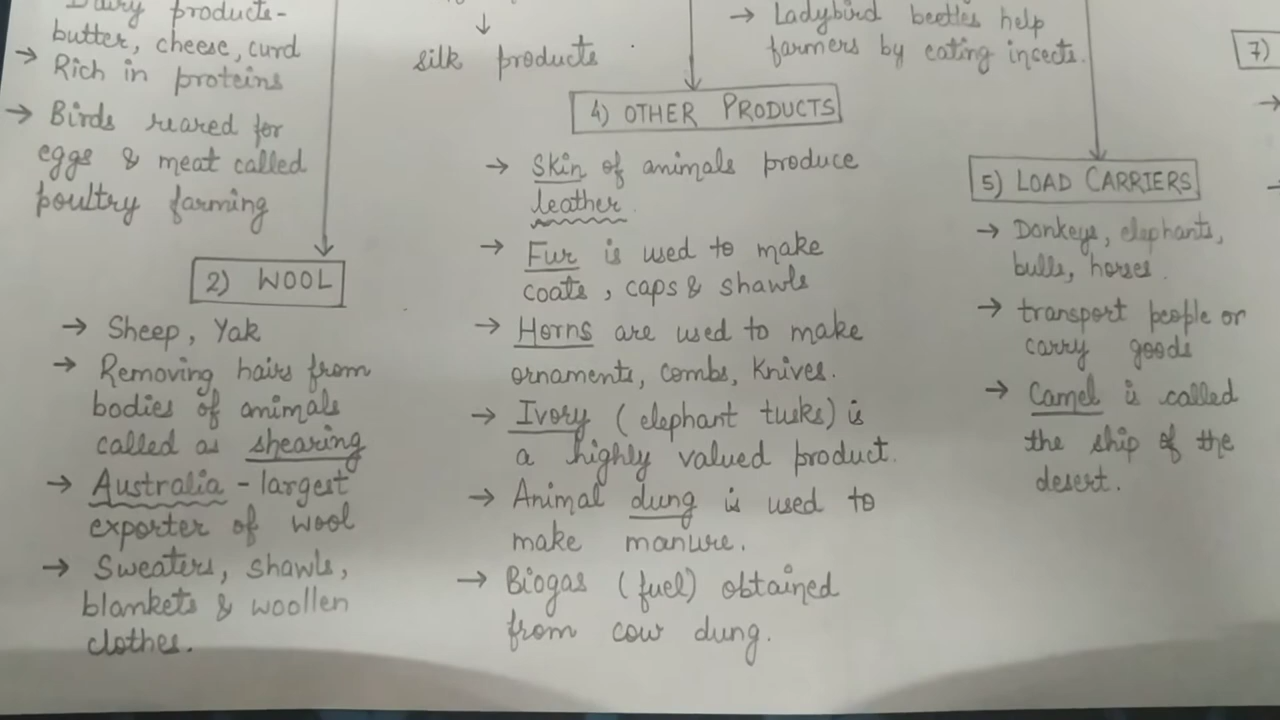 Dairy products-
butter, cheese, curd
→ Rich in proteins
→ Birds reared for
eggs & meat called
poultry farming
2) WOOL
→ Sheep, Yak
→ Removing hairs from
bodies of animals
called as shearing
→ Australia - largest
exporter of wool
→ Sweaters, shawls,
blankets & woollen
clothes.
silk products
4) OTHER PRODUCTS
→ Skin of animals produce
leather
→ Fur is used to make
coats, caps & shawls
→ Horns are used to make
ornaments, combs, Knives.
→ Ivory (elephant tusks) is
a highly valued product.
→ Animal dung is used to
make manure.
→ Biogas (fuel) obtained
from cow dung.
→ Ladybird beetles help
farmers by eating insects.
5) LOAD CARRIERS
→ Donkeys, elephants,
bulls, horses
→ transport people or
carry goods
→ Camel is called
the ship of the
desert.
7)